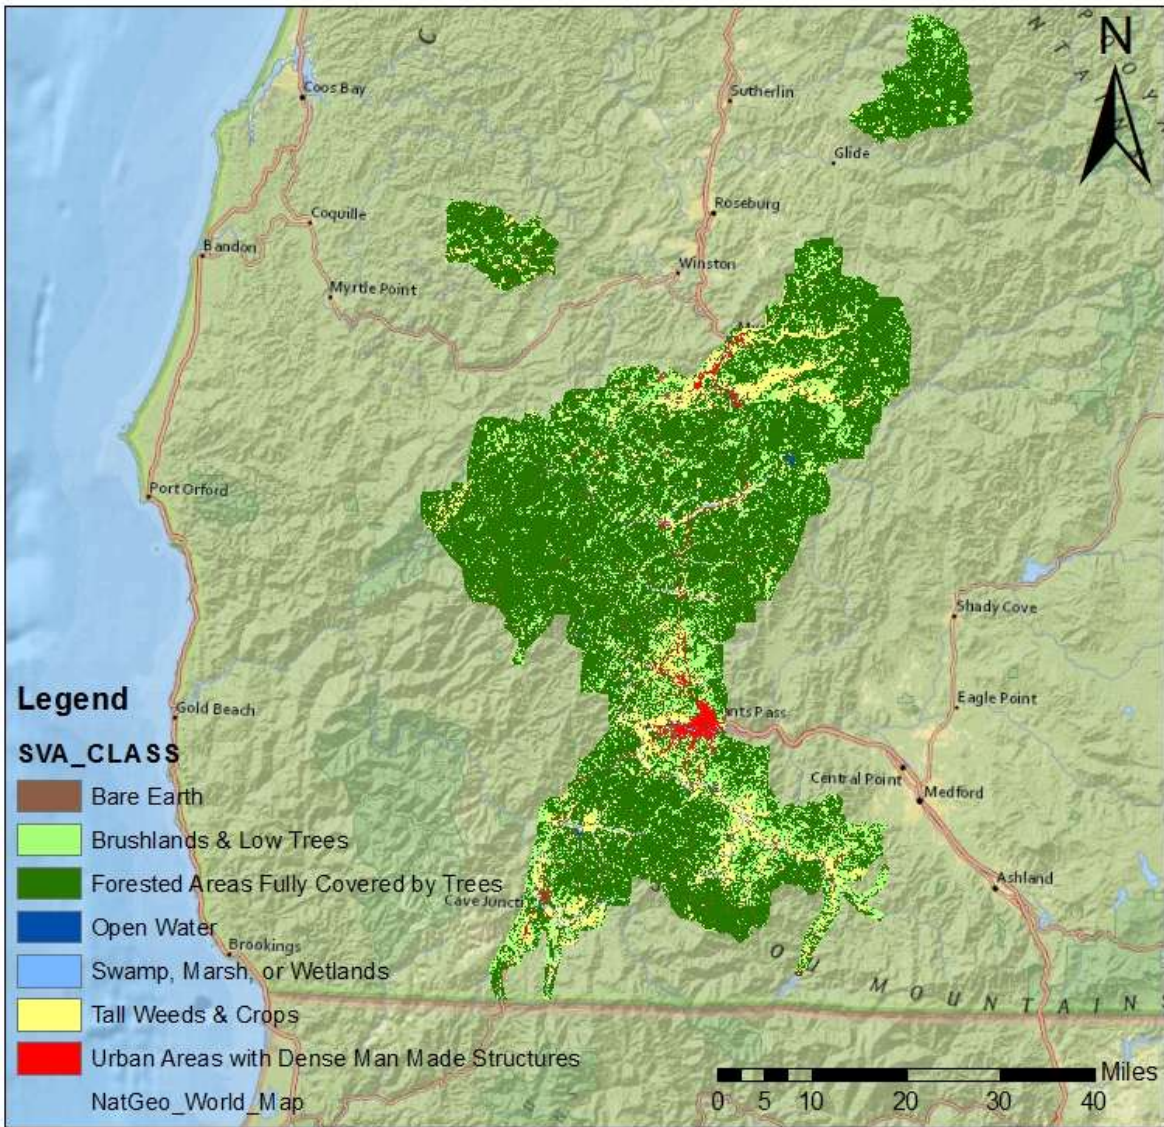 N
Coos Bay
Sutherlin
Glide
Coquille
Roseburg
Bandon
Winston
Myrtle Point
Port Orford
Shady Cove
Legend
Gold Beach
ants Pass
Eagle Point
SVA_CLASS
Bare Earth
Central Point
Medford
Brushlands & Low Trees
Forested Areas Fully Covered by Trees
Ashland
Cave Juncti
Open Water
Brookings
Swamp, Marsh, or Wetlands
O U M O U N T A I N S
Tall Weeds & Crops
Urban Areas with Dense Man Made Structures
Miles
NatGeo_World_Map
0 5 10 20 30 40